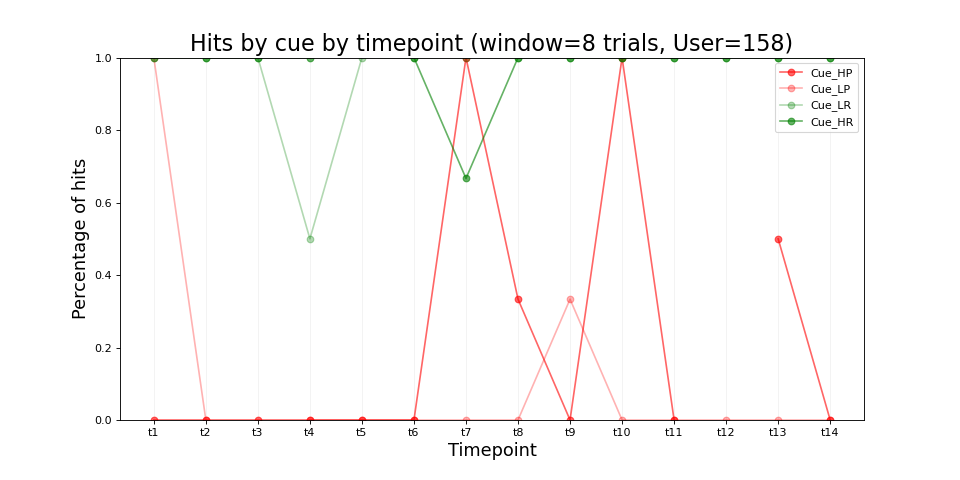 Hits by cue by timepoint (window=8 trials, User=158)
Percentage of hits
1.0
0.8
0.6
0.4
0.2
0.0
Cue_HP
Cue_LP
Cue_LR
Cue_HR
t1 t2 t3 t4 t5 t6 t7 t8 t9 t10 t11 t12 t13 t14
Timepoint